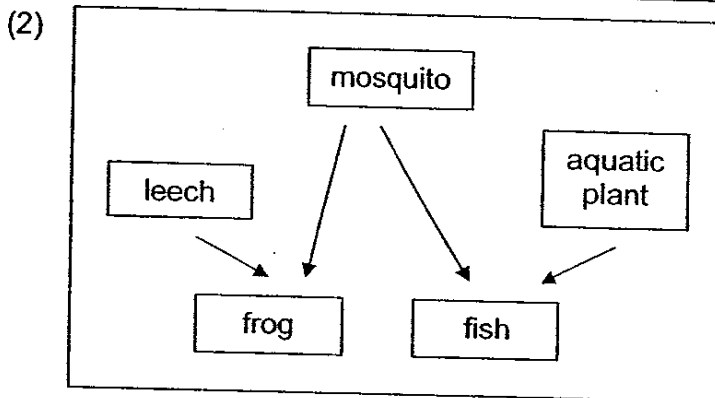 (2)
mosquito
leech
aquatic
plant
frog
fish